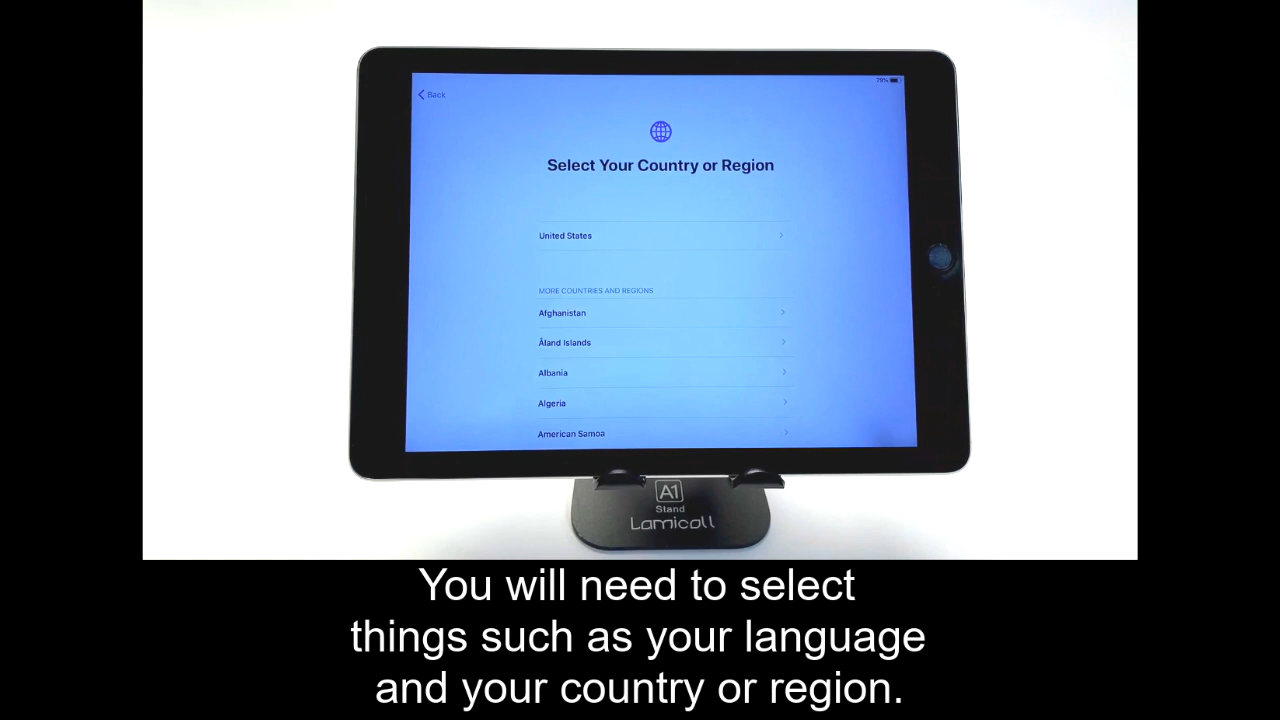 79%
Back
Select Your Country or Region
United States
MORE COUNTRIES AND REGIONS
Afghanistan
Åland Islands
Albania
Algeria
American Samoa
A1
Stand
Lamicall
You will need to select
things such as your language
and your country or region.